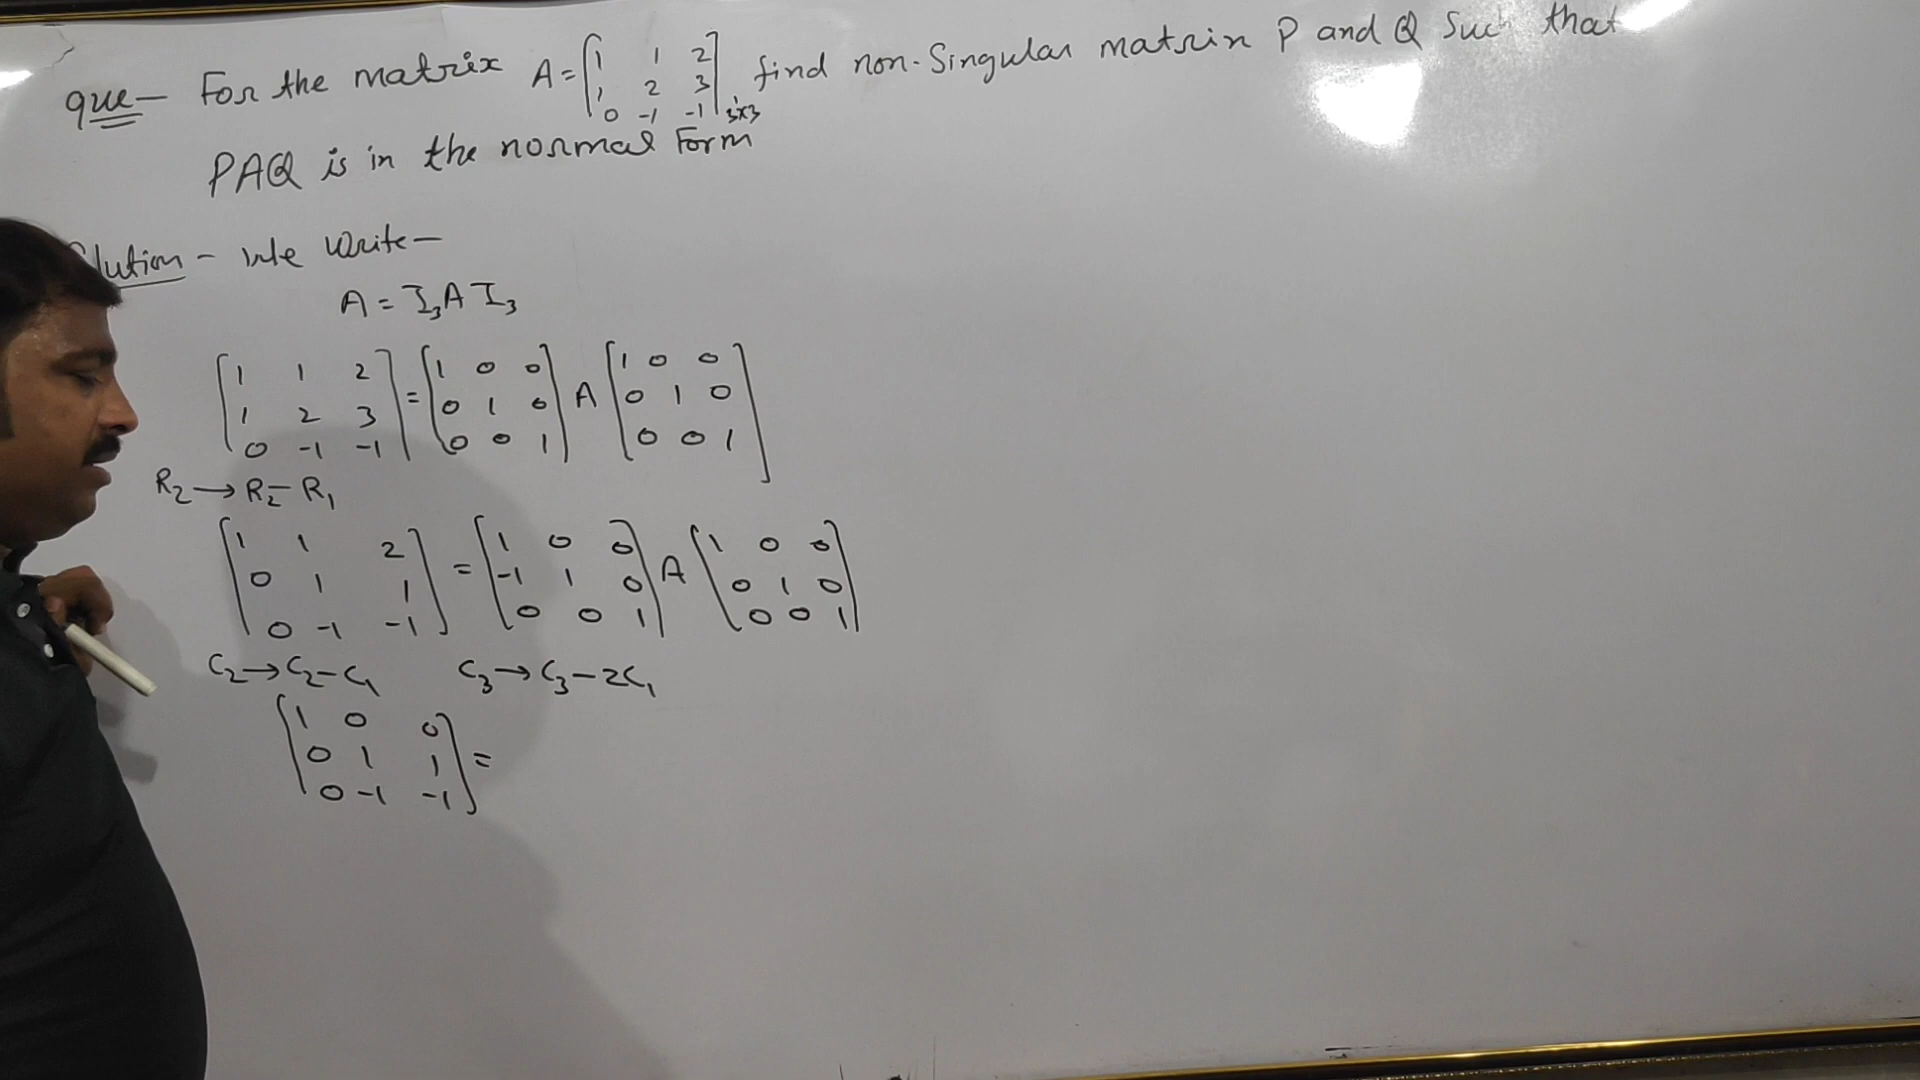 que- For the matrix A=[1 1 2
1 2 3
0 -1 -1]3x3, find non-Singular matrix P and Q Such that
PAQ is in the normal Form
lution - We Write-
A = I₃A I₃
[1 1 2
1 2 3
0 -1 -1] = [1 0 0
0 1 0
0 0 1] A [1 0 0
0 1 0
0 0 1]
R₂→R₂-R₁
[1 1 2
0 1 1
0 -1 -1] = [1 0 0
-1 1 0
0 0 1] A [1 0 0
0 1 0
0 0 1]
C₂→C₂-C₁ C₃→C₃-2C₁
[1 0 0
0 1 1
0 -1 -1] =